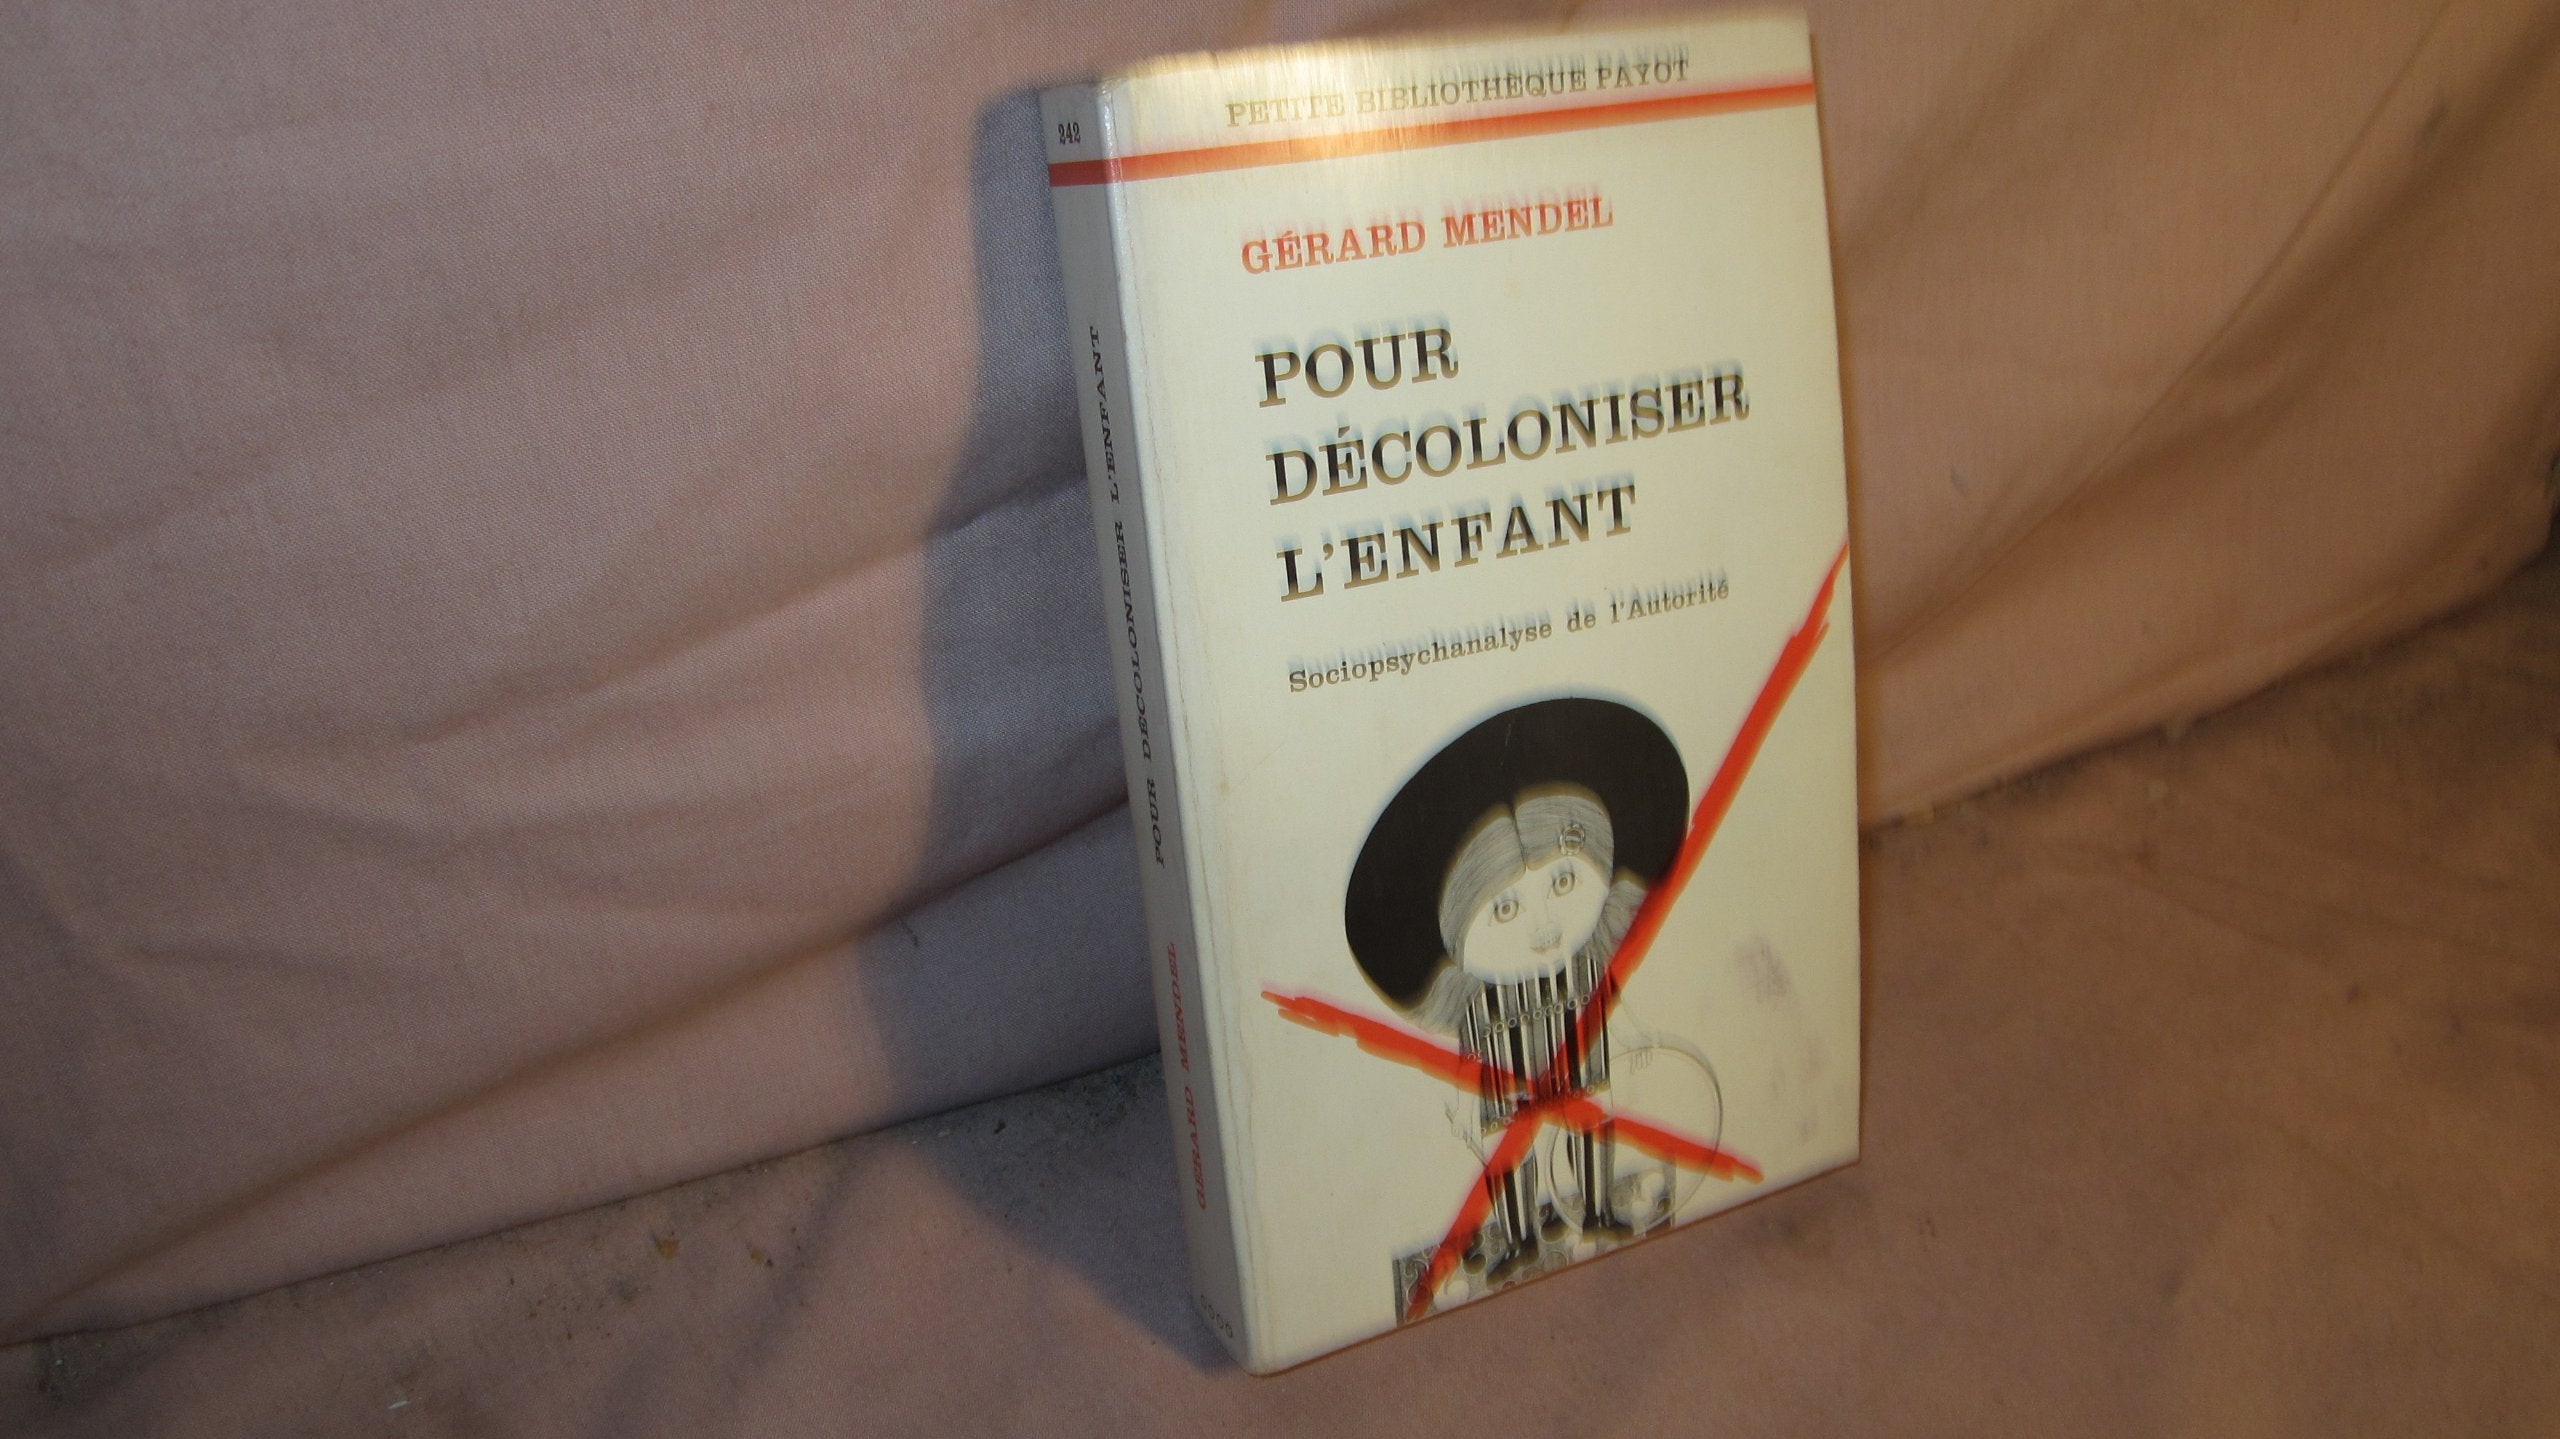 PETITE BIBLIOTHÈQUE PAYOT
GÉRARD MENDEL
POUR
DÉCOLONISER
L'ENFANT
Sociopsychanalyse de l'Autorité
242
POUR DÉCOLONISER L'ENFANT
GÉRARD MENDEL